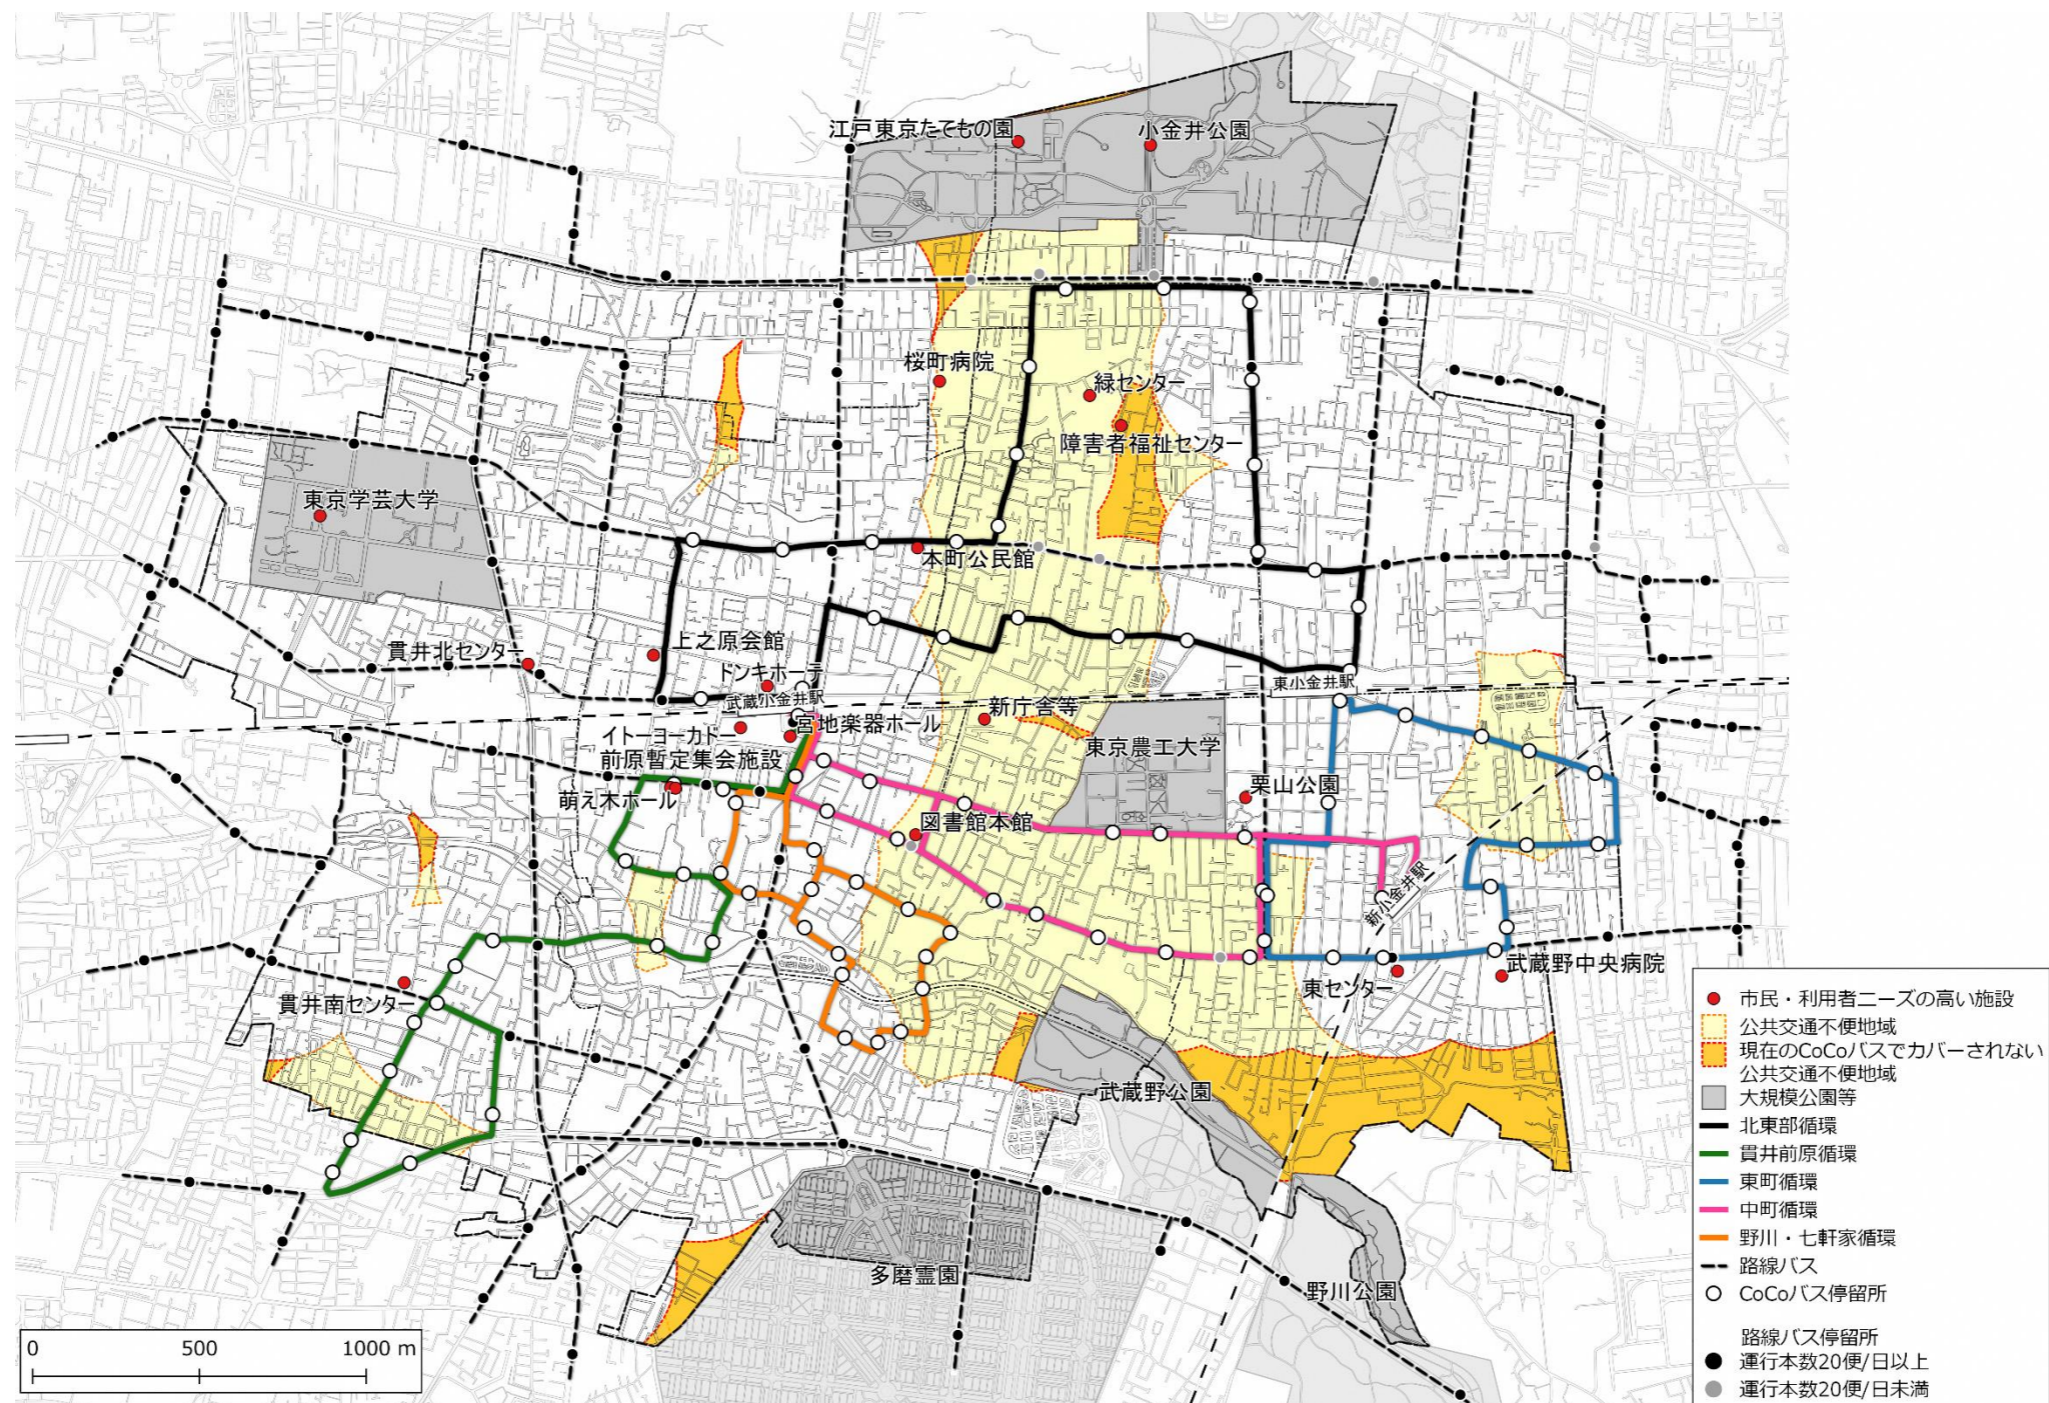 江戸東京たてもの園
小金井公園
桜町病院
緑センター
障害者福祉センター
東京学芸大学
本町公民館
上之原会館
貫井北センター
ドンキホーテ
武蔵小金井駅
東小金井駅
新庁舎等
宮地楽器ホール
イトーヨーカドー
前原暫定集会施設
東京農工大学
栗山公園
萌え木ホール
図書館本館
新小金井駅
武蔵野中央病院
東センター
貫井南センター
武蔵野公園
多磨霊園
野川公園
市民・利用者ニーズの高い施設
公共交通不便地域
現在のCoCoバスでカバーされない
公共交通不便地域
大規模公園等
北東部循環
貫井前原循環
東町循環
中町循環
野川・七軒家循環
路線バス
CoCoバス停留所
路線バス停留所
運行本数20便/日以上
運行本数20便/日未満
0 500 1000 m